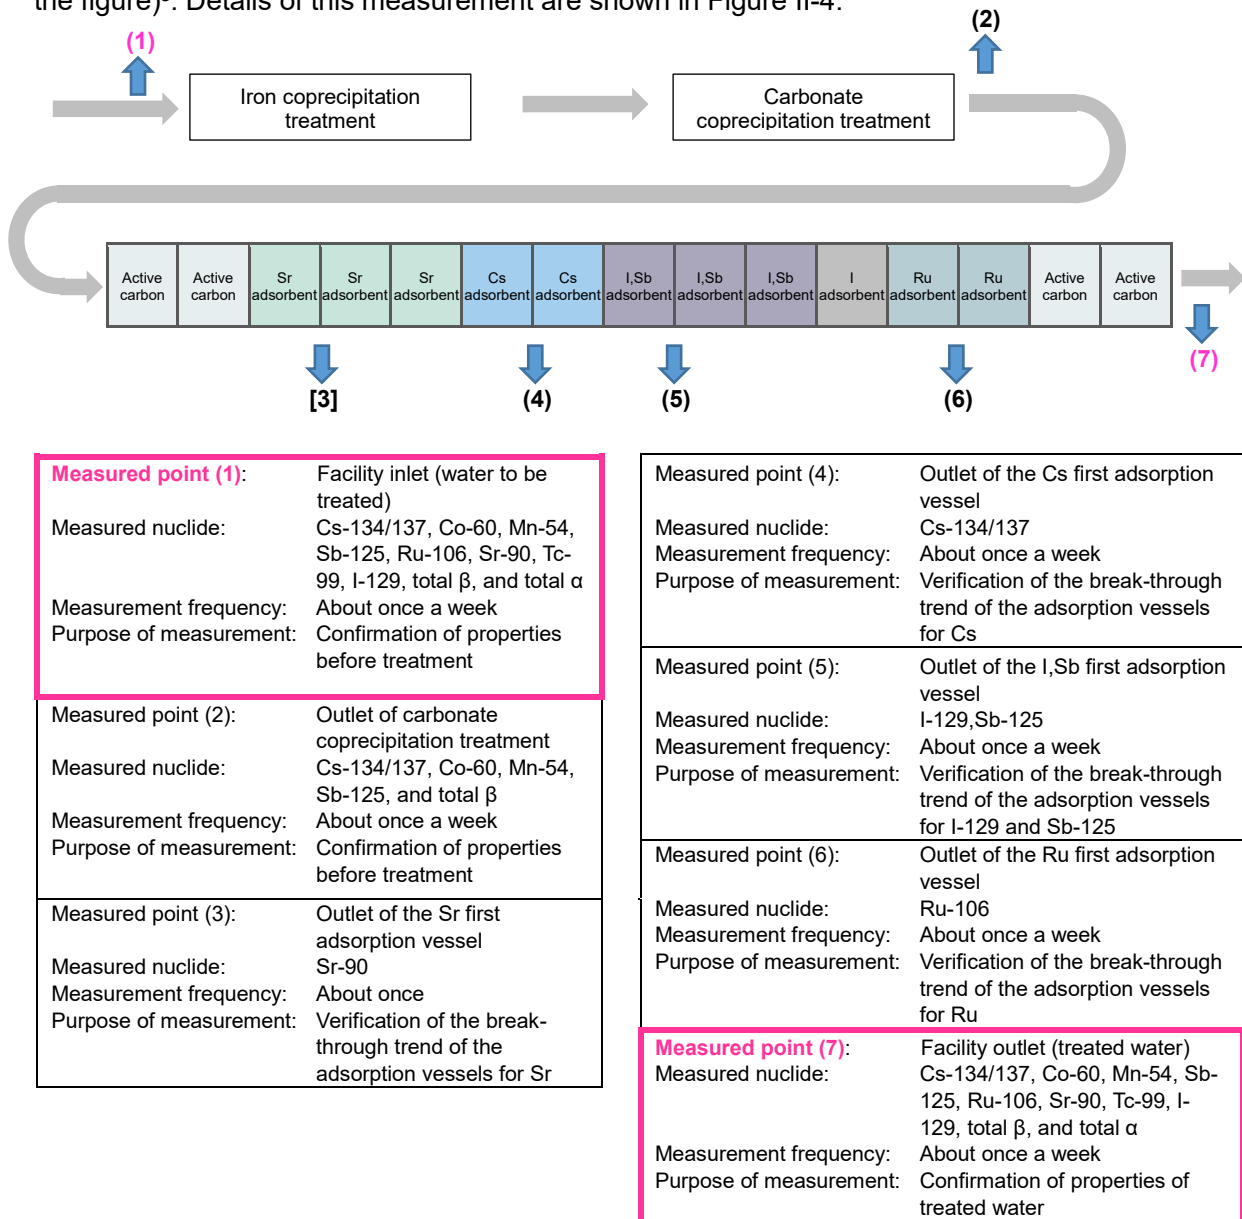 the figure)⁵. Details of this measurement are shown in Figure II-4.
(1)
(2)
Iron coprecipitation
treatment
Carbonate
coprecipitation treatment
Active
carbon
Active
carbon
Sr
adsorbent
Sr
adsorbent
Sr
adsorbent
Cs
adsorbent
Cs
adsorbent
I,Sb
adsorbent
I,Sb
adsorbent
I,Sb
adsorbent
I
adsorbent
Ru
adsorbent
Ru
adsorbent
Active
carbon
Active
carbon
[3]
(4)
(5)
(6)
(7)
Measured point (1): Facility inlet (water to be
treated)
Measured nuclide: Cs-134/137, Co-60, Mn-54,
Sb-125, Ru-106, Sr-90, Tc-
99, I-129, total β, and total α
Measurement frequency: About once a week
Purpose of measurement: Confirmation of properties
before treatment
Measured point (2): Outlet of carbonate
coprecipitation treatment
Measured nuclide: Cs-134/137, Co-60, Mn-54,
Sb-125, and total β
Measurement frequency: About once a week
Purpose of measurement: Confirmation of properties
before treatment
Measured point (3): Outlet of the Sr first
adsorption vessel
Measured nuclide: Sr-90
Measurement frequency: About once
Purpose of measurement: Verification of the break-
through trend of the
adsorption vessels for Sr
Measured point (4): Outlet of the Cs first adsorption
vessel
Measured nuclide: Cs-134/137
Measurement frequency: About once a week
Purpose of measurement: Verification of the break-through
trend of the adsorption vessels
for Cs
Measured point (5): Outlet of the I,Sb first adsorption
vessel
Measured nuclide: I-129,Sb-125
Measurement frequency: About once a week
Purpose of measurement: Verification of the break-through
trend of the adsorption vessels
for I-129 and Sb-125
Measured point (6): Outlet of the Ru first adsorption
vessel
Measured nuclide: Ru-106
Measurement frequency: About once a week
Purpose of measurement: Verification of the break-through
trend of the adsorption vessels
for Ru
Measured point (7): Facility outlet (treated water)
Measured nuclide: Cs-134/137, Co-60, Mn-54, Sb-
125, Ru-106, Sr-90, Tc-99, I-
129, total β, and total α
Measurement frequency: About once a week
Purpose of measurement: Confirmation of properties of
treated water